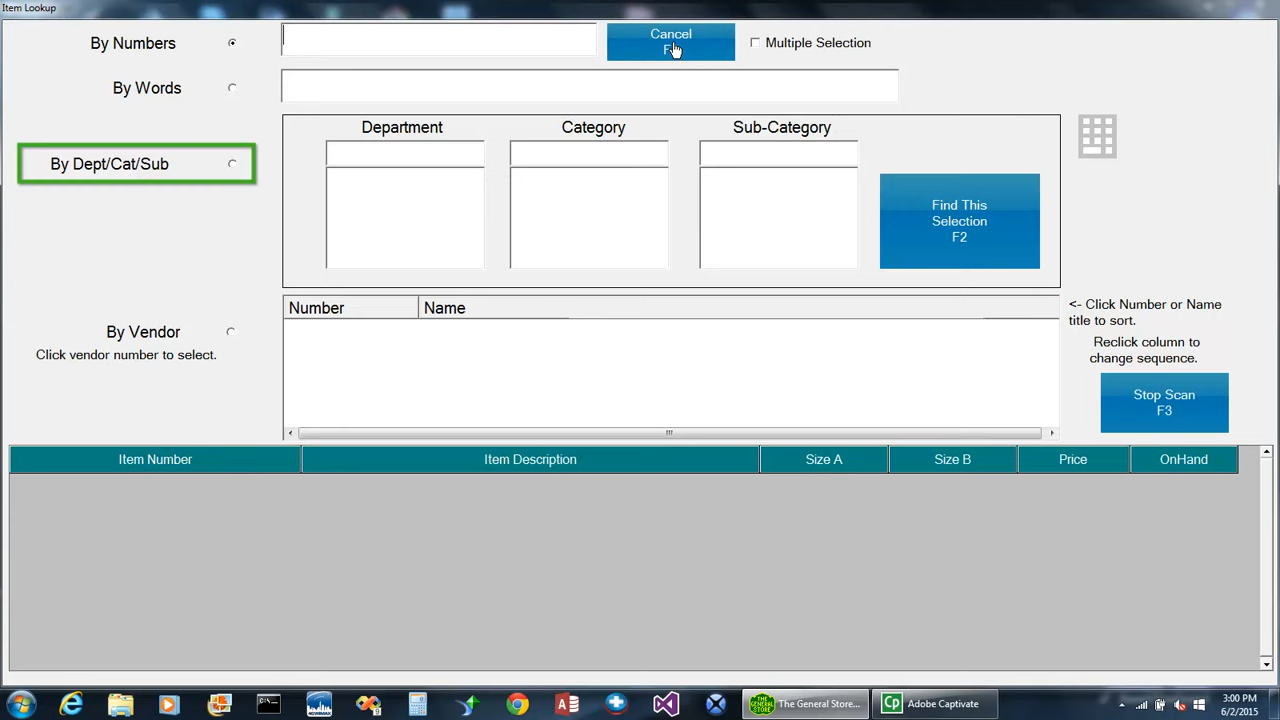 Item Lookup
By Numbers
Cancel
F
Multiple Selection
By Words
Department
Category
Sub-Category
By Dept/Cat/Sub
Find This
Selection
F2
Number
Name
<- Click Number or Name
title to sort.
By Vendor
Click vendor number to select.
Reclick column to
change sequence.
Stop Scan
F3
Item Number
Item Description
Size A
Size B
Price
OnHand
The General Store...
Cp
Adobe Captivate
3:00 PM
6/2/2015